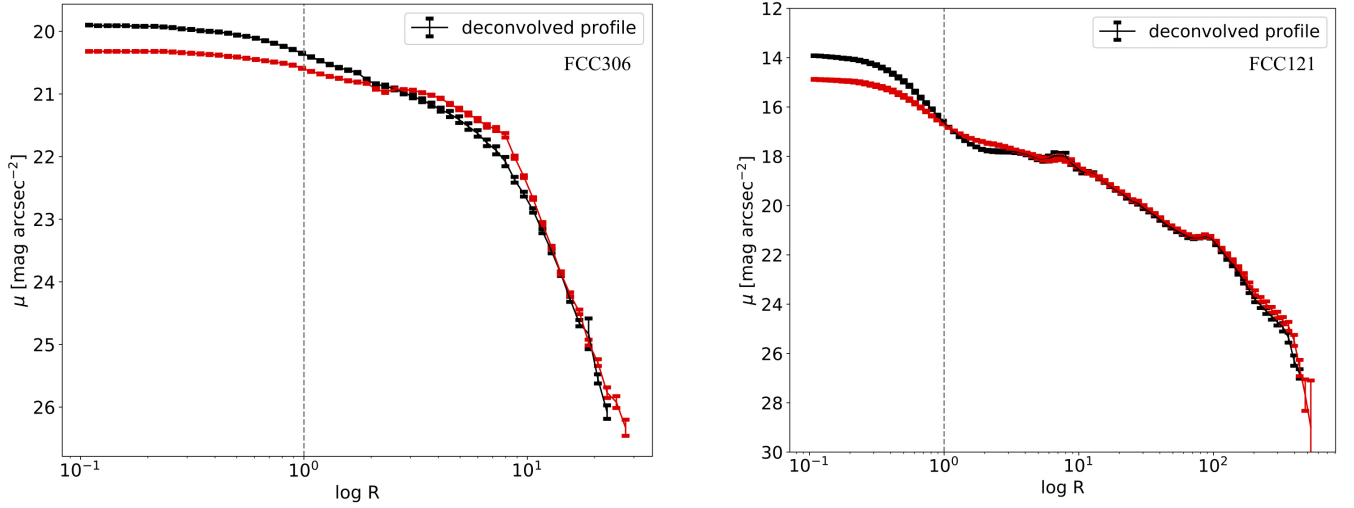 deconvolved profile
FCC306
20
21
22
23
24
25
26
μ [mag arcsec⁻²]
10⁻¹ 10⁰ 10¹
log R
deconvolved profile
FCC121
12
14
16
18
20
22
24
26
28
30
μ [mag arcsec⁻²]
10⁻¹ 10⁰ 10¹ 10²
log R